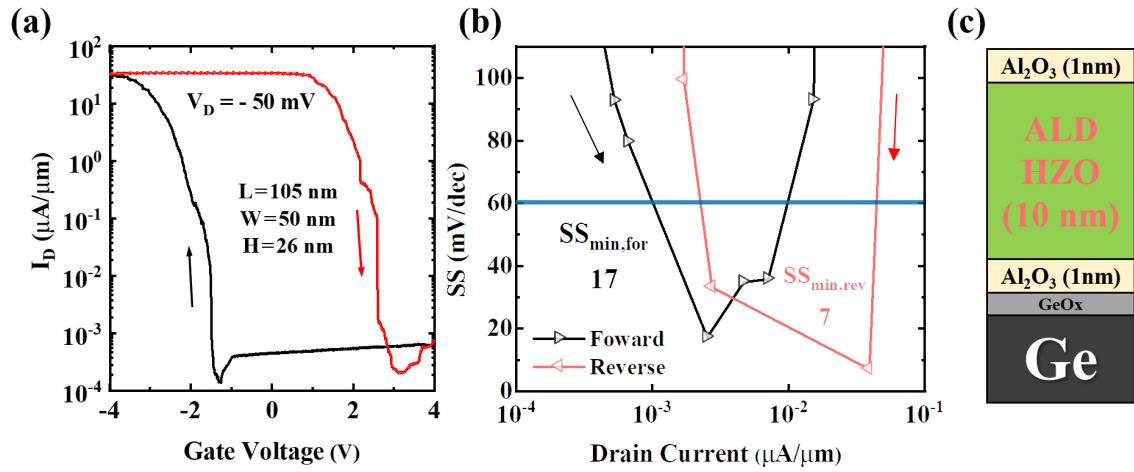 (a)
10²
10¹
10⁰
10⁻¹
10⁻²
10⁻³
10⁻⁴
I_D (μA/μm)
V_D = - 50 mV
L=105 nm
W=50 nm
H=26 nm
-4
-2
0
2
4
Gate Voltage (V)
(b)
100
80
60
40
20
0
SS (mV/dec)
SS_min,for
17
SS_min,rev
7
Foward
Reverse
10⁻⁴
10⁻³
10⁻²
10⁻¹
Drain Current (μA/μm)
(c)
Al₂O₃ (1nm)
ALD
HZO
(10 nm)
Al₂O₃ (1nm)
GeOx
Ge